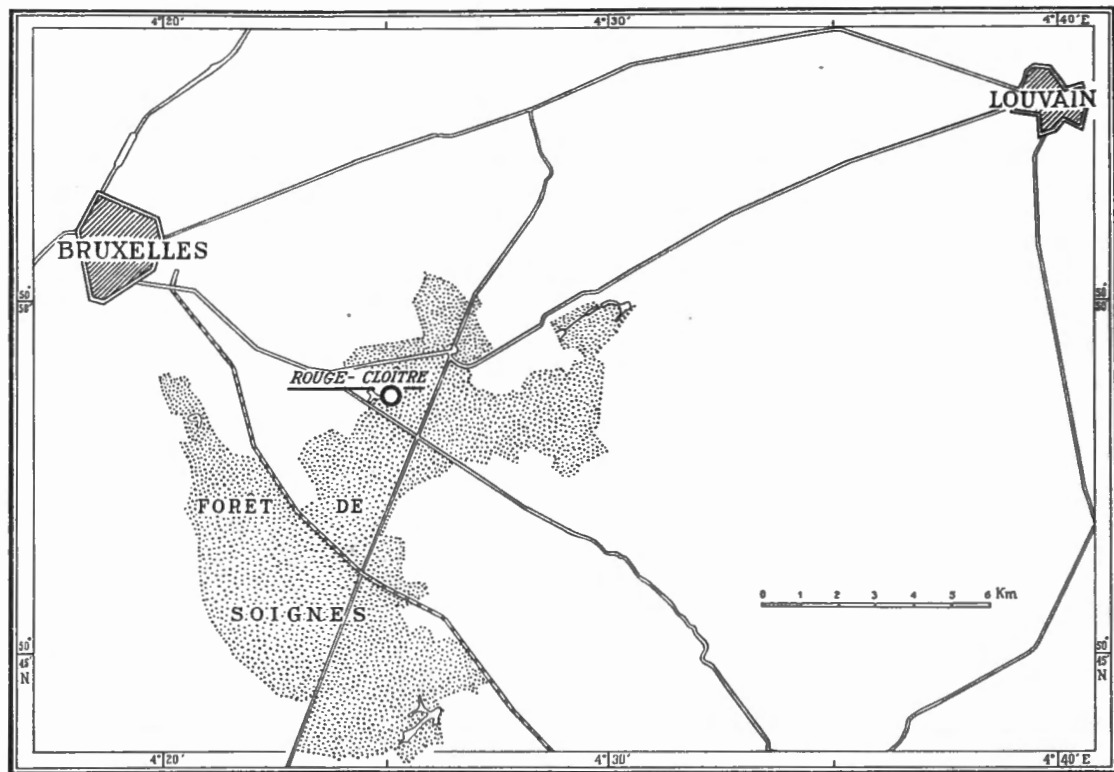 4°20' 4°30' 4°40'E
LOUVAIN
BRUXELLES
50°
50'
50°
50'
ROUGE-CLOITRE
FORET DE
SOIGNES
0 1 2 3 4 5 6 Km
50°
45'
N
50°
45'
N
4°20' 4°30' 4°40'E